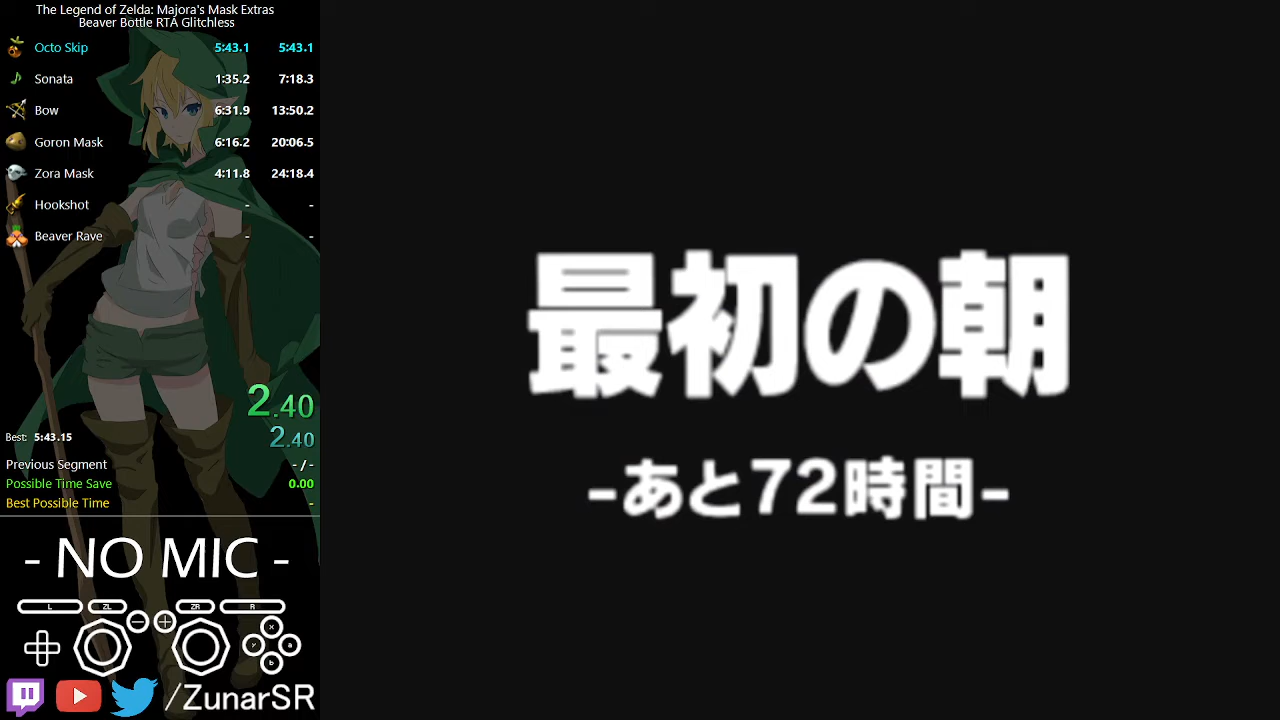 The Legend of Zelda: Majora's Mask Extras
Beaver Bottle RTA Glitchless
Octo Skip 5:43.1 5:43.1
Sonata 1:35.2 7:18.3
Bow 6:31.9 13:50.2
Goron Mask 6:16.2 20:06.5
Zora Mask 4:11.8 24:18.4
Hookshot - -
Beaver Rave - -
2.40
Best: 5:43.15 2.40
Previous Segment - / -
Possible Time Save 0.00
Best Possible Time -
- NO MIC -
L ZL ZR R
X
Y a
b
/ZunarSR
最初の朝
-あと72時間-